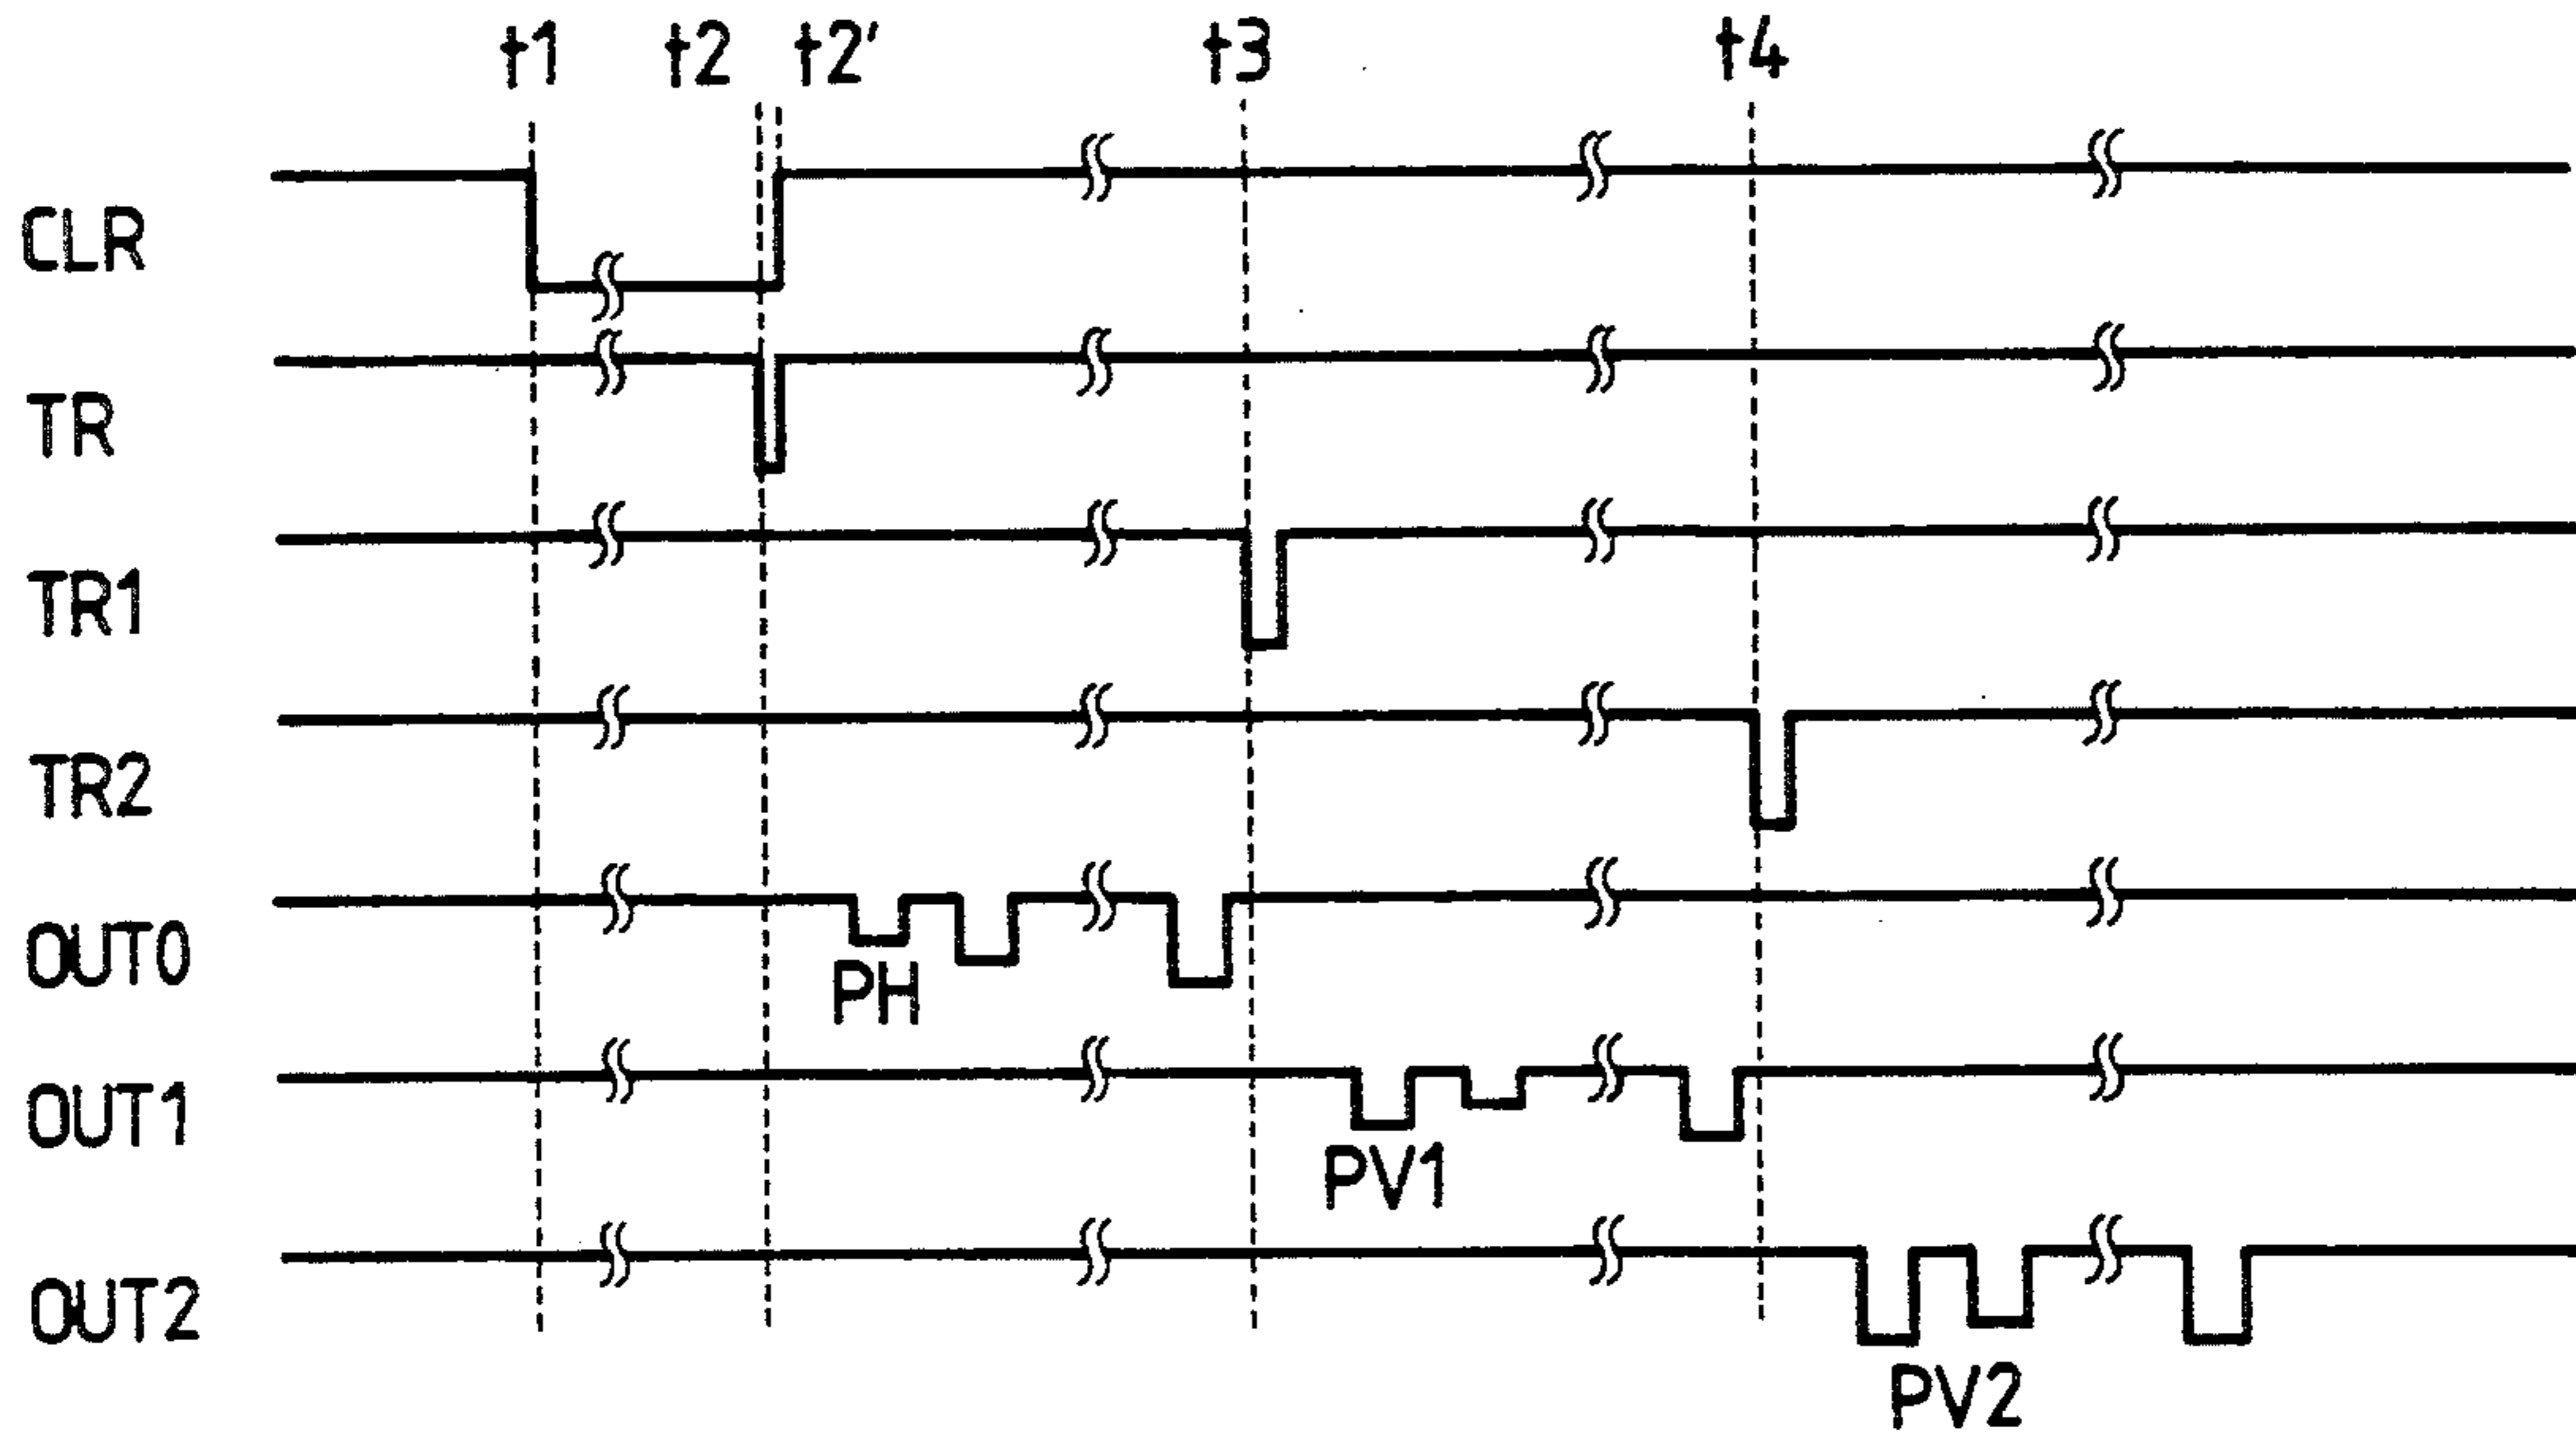 t1 t2 t2' t3 t4
CLR
TR
TR1
TR2
OUT0
PH
OUT1
PV1
OUT2
PV2